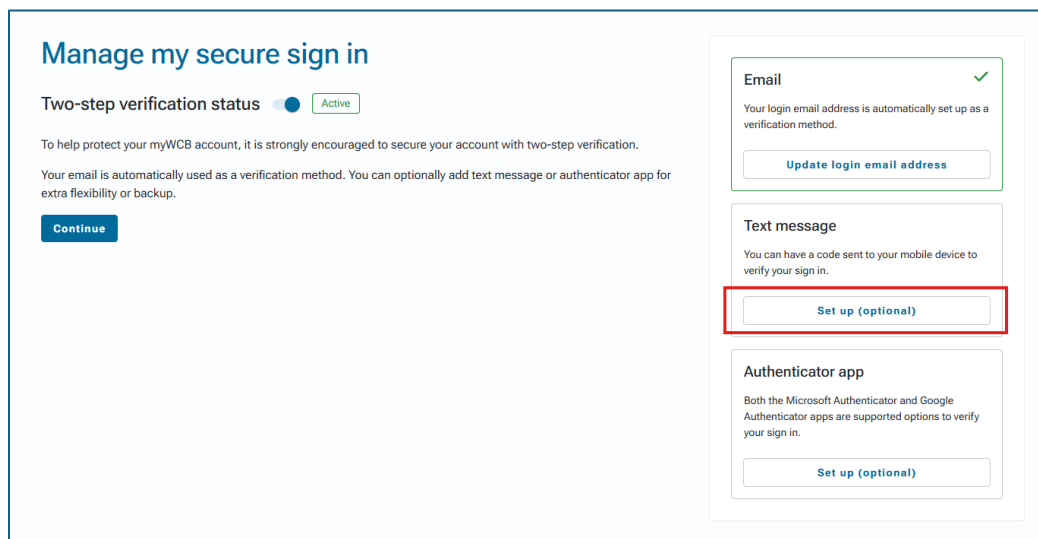 Manage my secure sign in
Two-step verification status
Active
To help protect your myWCB account, it is strongly encouraged to secure your account with two-step verification.
Your email is automatically used as a verification method. You can optionally add text message or authenticator app for
extra flexibility or backup.
Continue
Email
Your login email address is automatically set up as a
verification method.
Update login email address
Text message
You can have a code sent to your mobile device to
verify your sign in.
Set up (optional)
Authenticator app
Both the Microsoft Authenticator and Google
Authenticator apps are supported options to verify
your sign in.
Set up (optional)